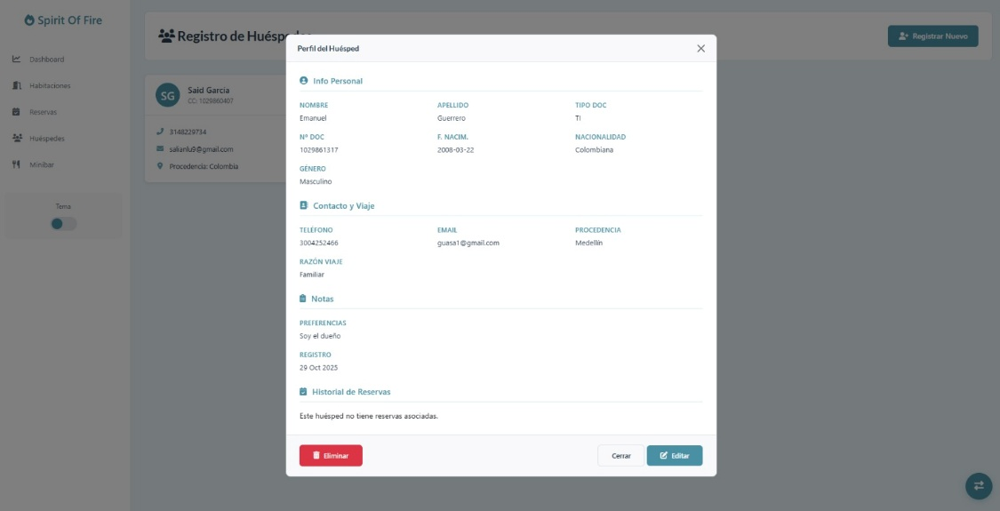 Spirit Of Fire
Dashboard
Habitaciones
Reservas
Huéspedes
Minibar
Tema
Registro de Huéspedes
Registrar Nuevo
SG
Said García
CC: 1029860407
3148229734
salianlu9@gmail.com
Procedencia: Colombia
Perfil del Huésped
Info Personal
NOMBRE APELLIDO TIPO DOC
Emanuel Guerrero TI
Nº DOC F. NACIM. NACIONALIDAD
1029861317 2008-03-22 Colombiana
GÉNERO
Masculino
Contacto y Viaje
TELÉFONO EMAIL PROCEDENCIA
3004252466 guasa1@gmail.com Medellín
RAZÓN VIAJE
Familiar
Notas
PREFERENCIAS
Soy el dueño
REGISTRO
29 Oct 2025
Historial de Reservas
Este huésped no tiene reservas asociadas.
Eliminar Cerrar Editar